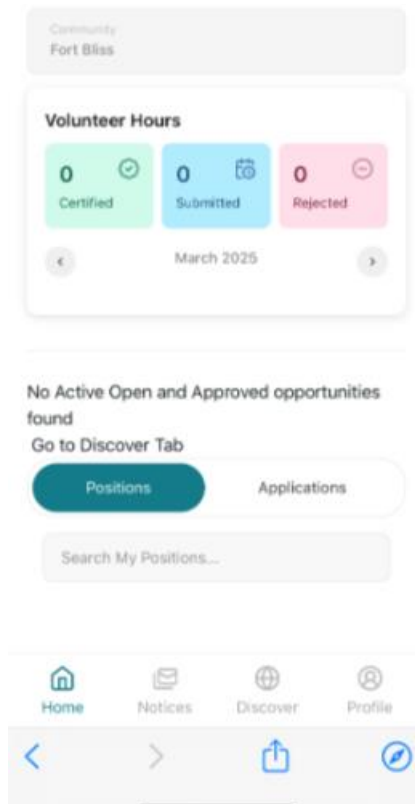 Community
Fort Bliss
Volunteer Hours
0
Certified
0
Submitted
0
Rejected
March 2025
No Active Open and Approved opportunities
found
Go to Discover Tab
Positions
Applications
Search My Positions...
Home
Notices
Discover
Profile